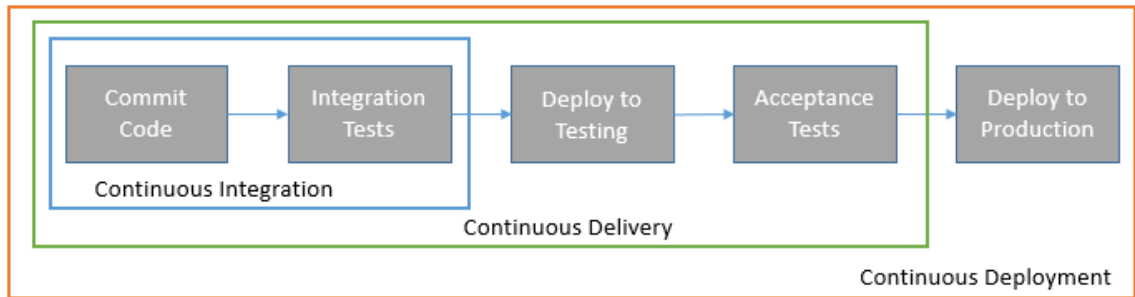 Commit
Code
Integration
Tests
Deploy to
Testing
Acceptance
Tests
Deploy to
Production
Continuous Integration
Continuous Delivery
Continuous Deployment